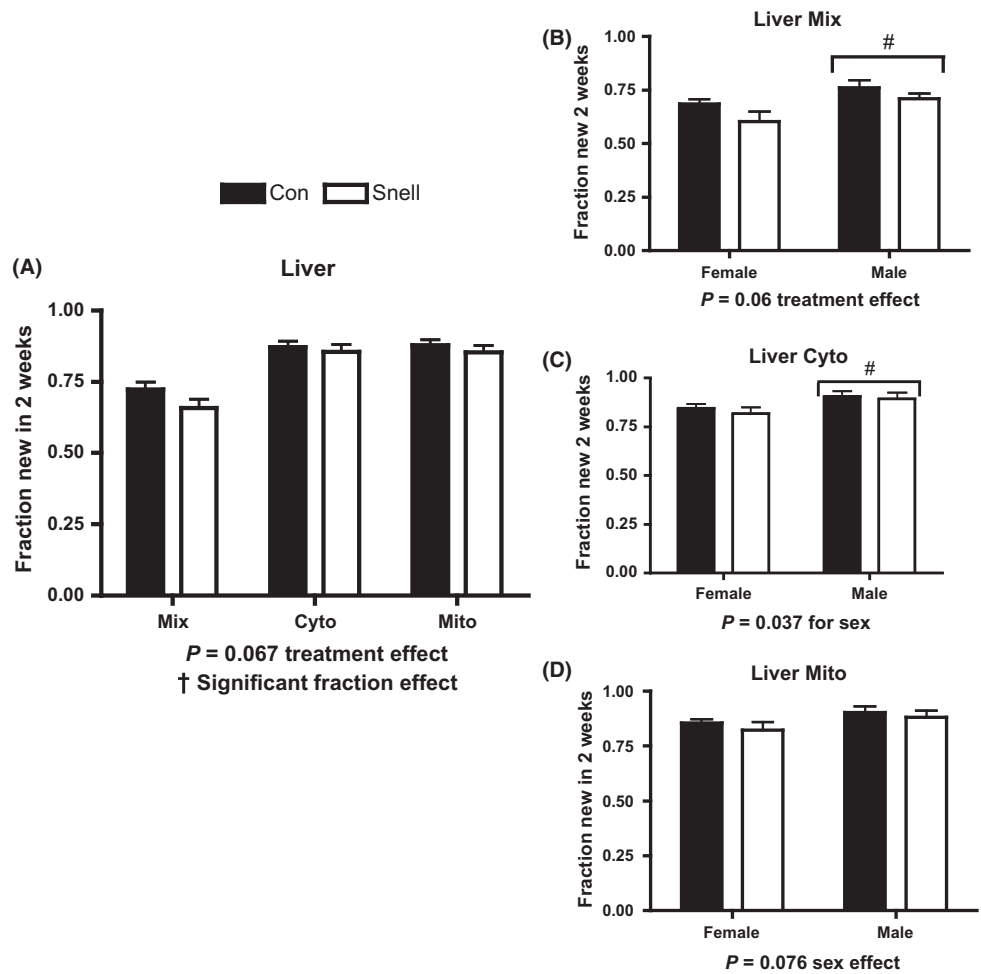 (B)
Liver Mix
#
1.00
0.75
0.50
0.25
0.00
Fraction new 2 weeks
Female Male
P = 0.06 treatment effect
Con Snell
(A)
Liver
1.00
0.75
0.50
0.25
0.00
Fraction new in 2 weeks
Mix Cyto Mito
P = 0.067 treatment effect
† Significant fraction effect
(C)
Liver Cyto
#
1.00
0.75
0.50
0.25
0.00
Fraction new 2 weeks
Female Male
P = 0.037 for sex
(D)
Liver Mito
1.00
0.75
0.50
0.25
0.00
Fraction new in 2 weeks
Female Male
P = 0.076 sex effect